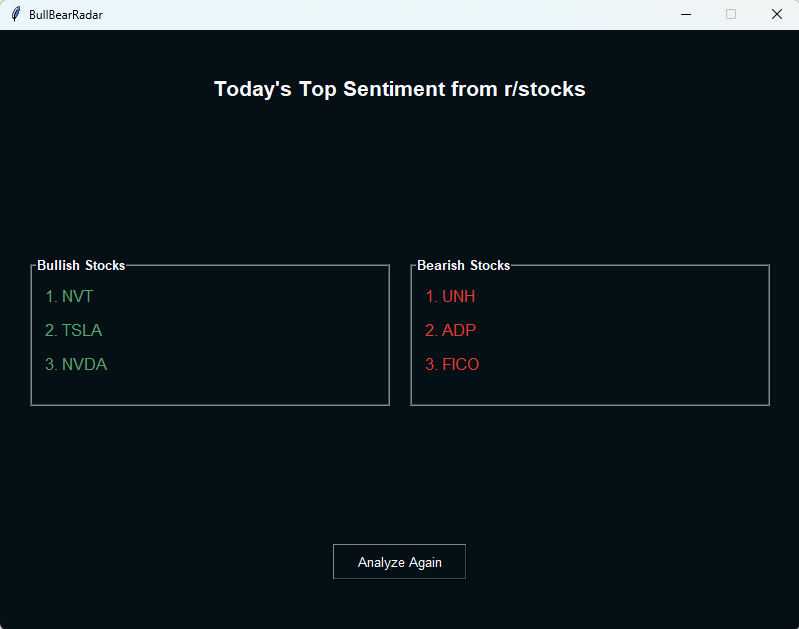 BullBearRadar
Today's Top Sentiment from r/stocks
Bullish Stocks
1. NVT
2. TSLA
3. NVDA
Bearish Stocks
1. UNH
2. ADP
3. FICO
Analyze Again